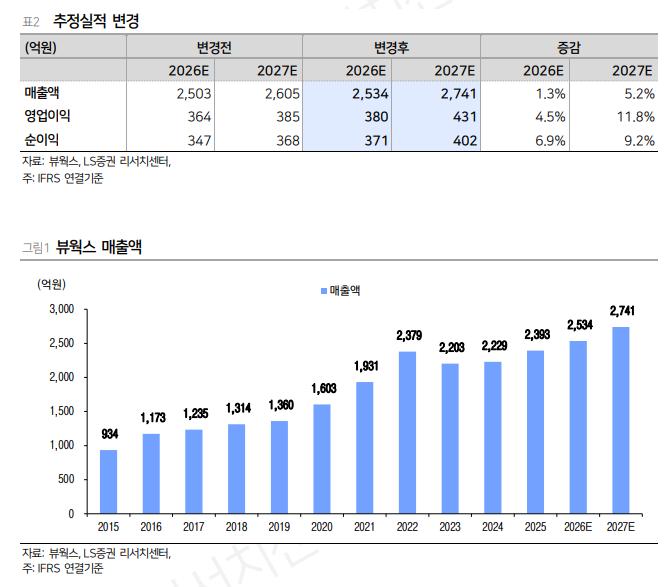 표2 추정실적 변경
(억원) 변경전 변경후 증감
2026E 2027E 2026E 2027E 2026E 2027E
매출액 2,503 2,605 2,534 2,741 1.3% 5.2%
영업이익 364 385 380 431 4.5% 11.8%
순이익 347 368 371 402 6.9% 9.2%
자료: 뷰웍스, LS증권 리서치센터,
주: IFRS 연결기준
그림1 뷰웍스 매출액
(억원)
매출액
3,000
2,500
2,000
1,500
1,000
500
0
934
1,173
1,235
1,314
1,360
1,603
1,931
2,379
2,203
2,229
2,393
2,534
2,741
2015 2016 2017 2018 2019 2020 2021 2022 2023 2024 2025 2026E 2027E
자료: 뷰웍스, LS증권 리서치센터,
주: IFRS 연결기준